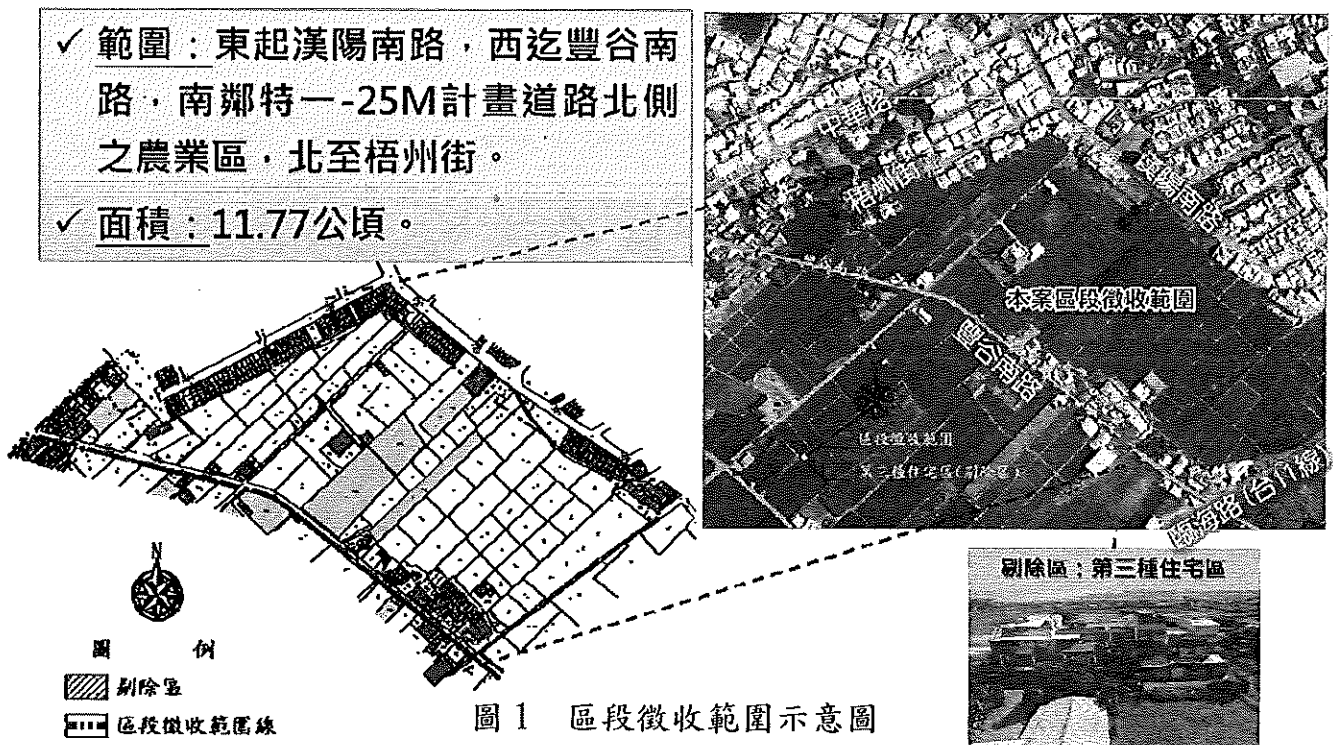 ✓ 範圍：東起漢陽南路，西迄豐谷南
路，南鄰特一-25M計畫道路北側
之農業區，北至梧州街。
✓ 面積：11.77公頃。
中華路
梧州街
漢陽南路
本案區段徵收範圍
豐谷南路
區段徵收範圍
第三種住宅區(剔除區)
臨海路(台17線)
剔除區：第三種住宅區
N
圖 例
剔除區
區段徵收範圍線
圖1 區段徵收範圍示意圖